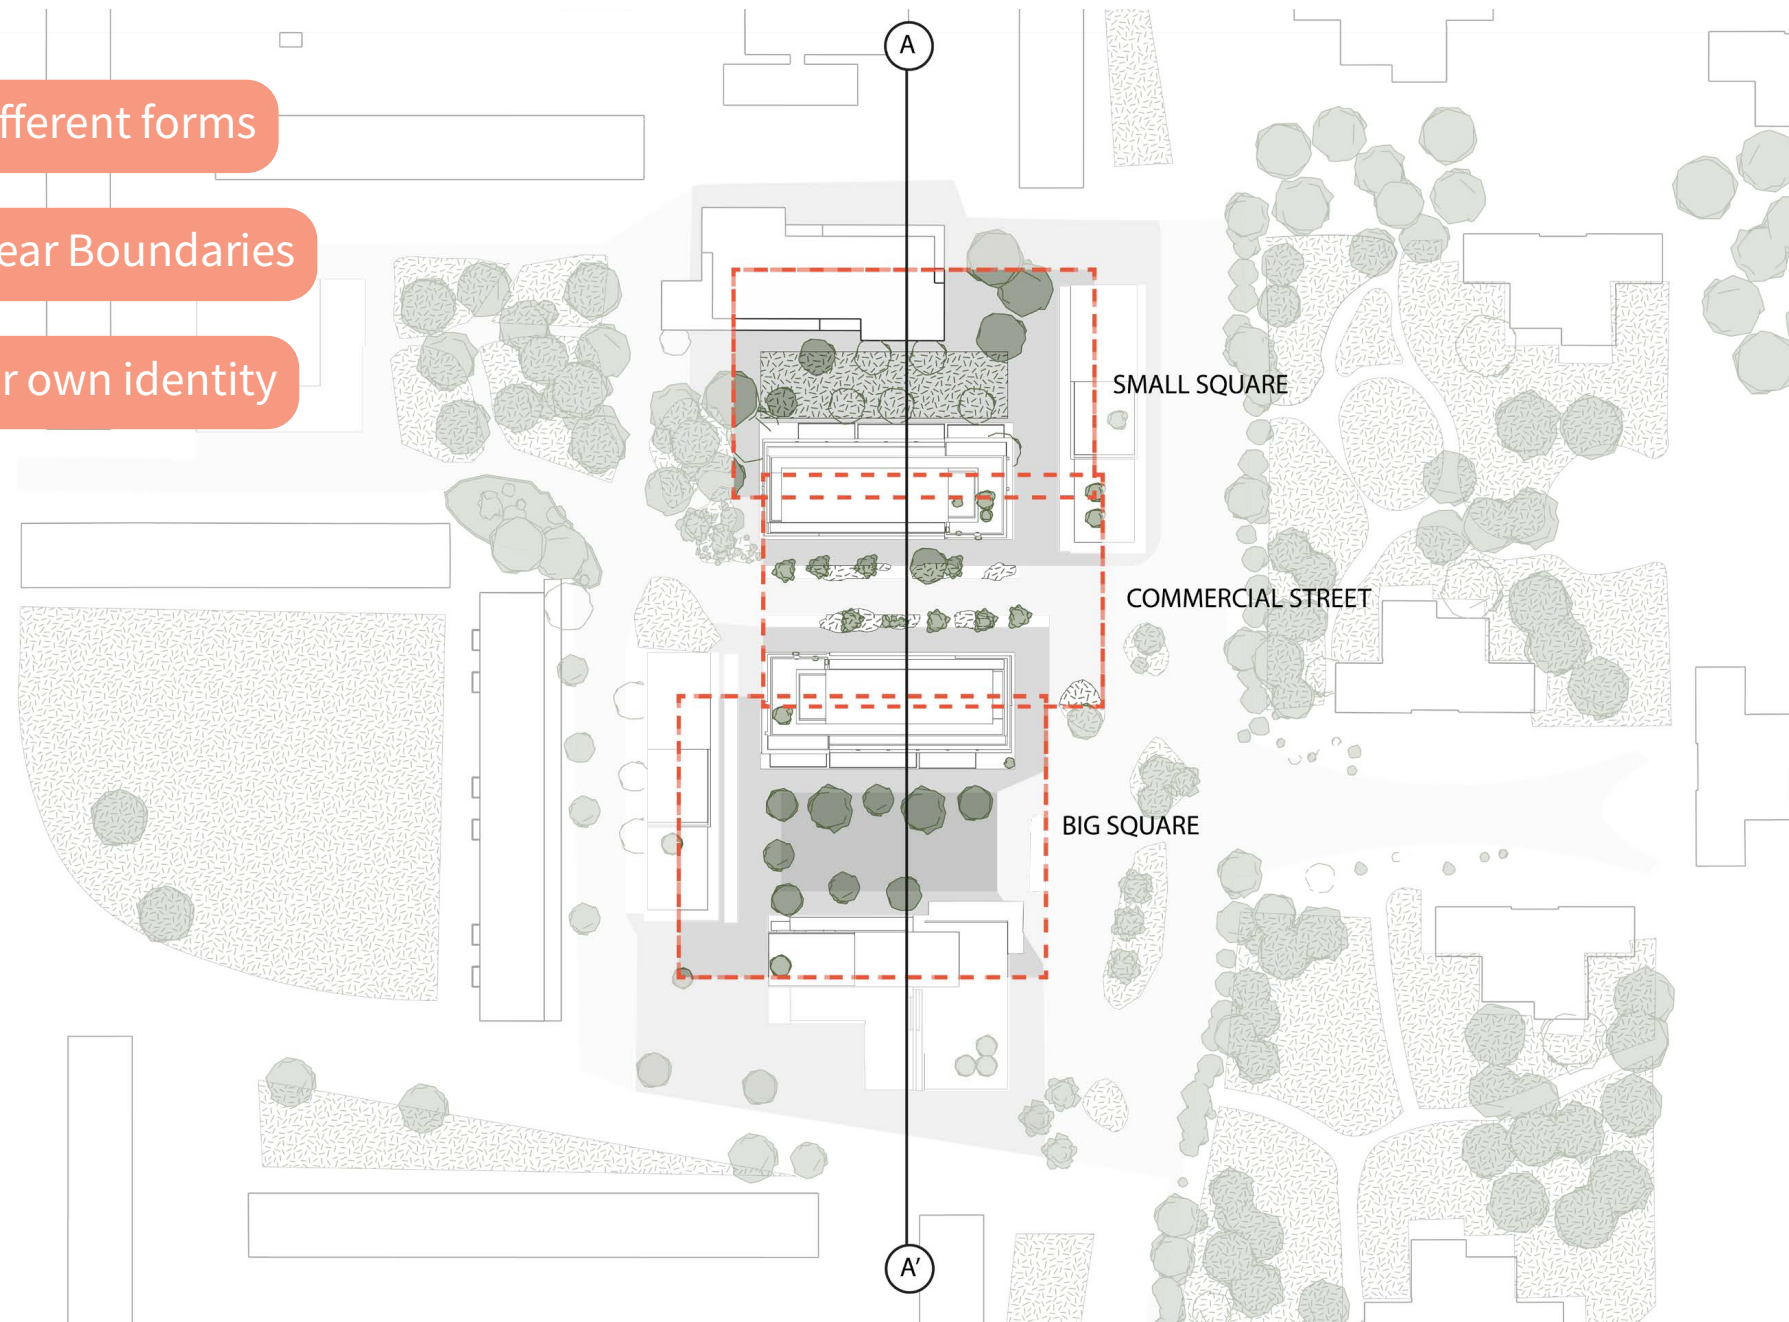 A
fferent forms
ear Boundaries
r own identity
SMALL SQUARE
COMMERCIAL STREET
BIG SQUARE
A'